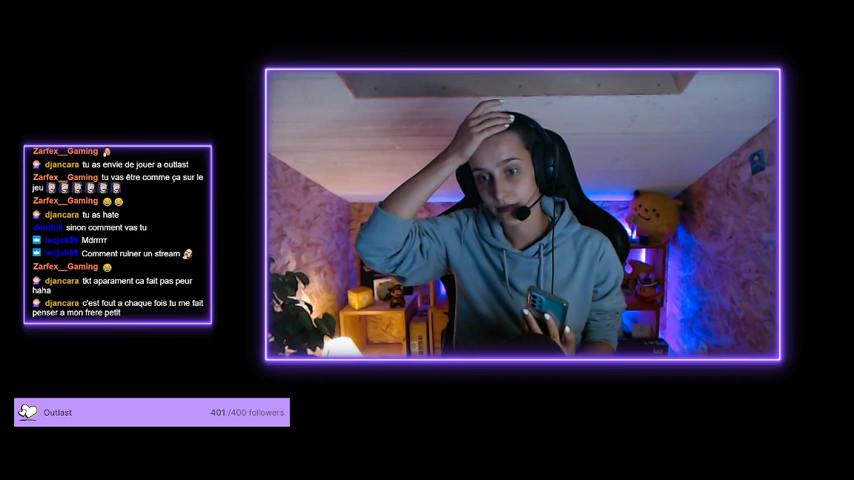 Zarfex__Gaming
djancara tu as envie de jouer a outlast
Zarfex__Gaming tu vas être comme ça sur le
jeu
Zarfex__Gaming
djancara tu as hate
sinon comment vas tu
Mdrrrr
Comment ruiner un stream
Zarfex__Gaming
djancara tkt aparament ca fait pas peur
haha
djancara c'est fout a chaque fois tu me fait
penser a mon frere petit
Outlast 401 /400 followers